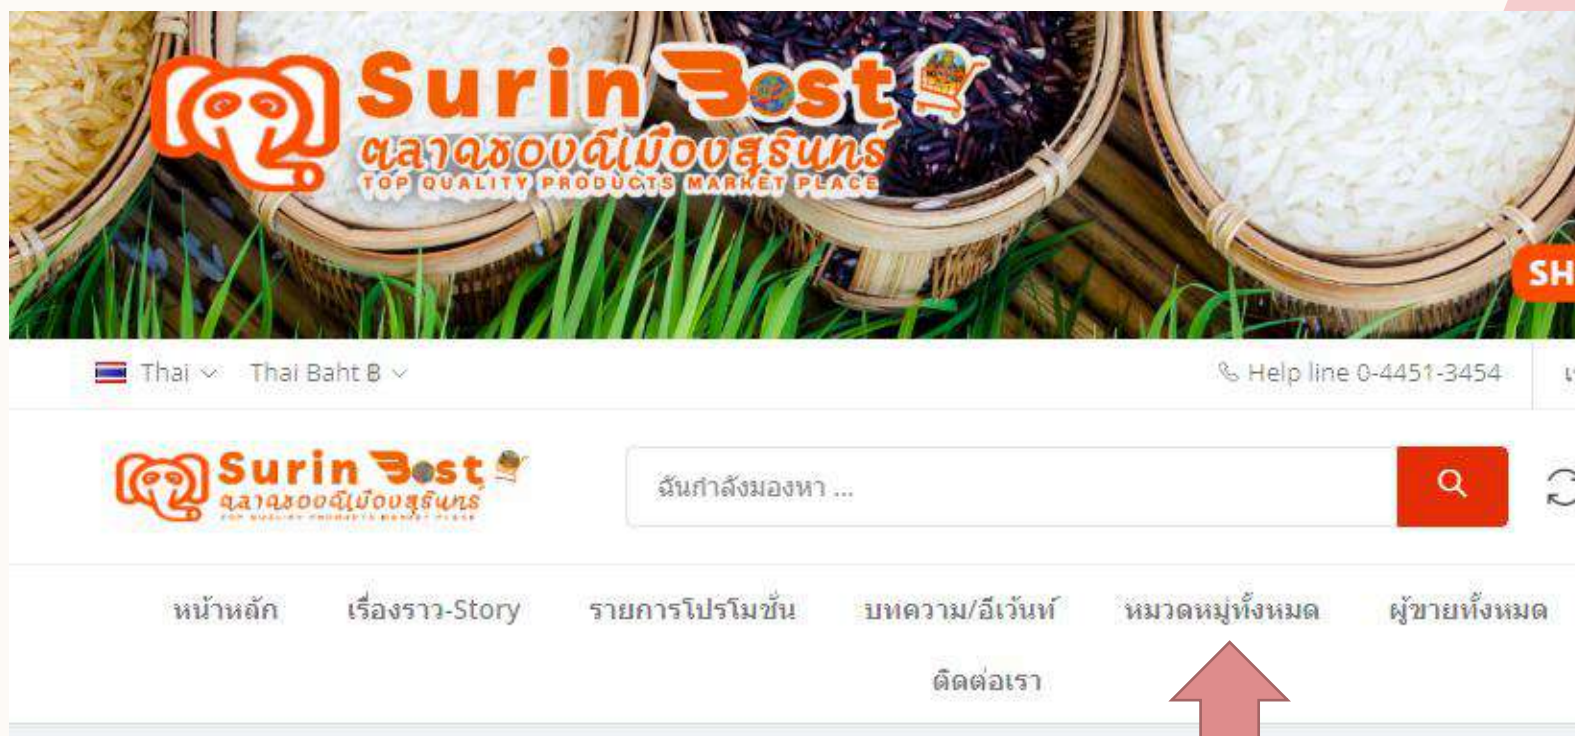 Surin Best
ตลาดของดีเมืองสุรินทร์
TOP QUALITY PRODUCTS MARKET PLACE
SH
Thai Thai Baht ฿ Help line 0-4451-3454
Surin Best
ตลาดของดีเมืองสุรินทร์
TOP QUALITY PRODUCTS MARKET PLACE
ฉันกำลังมองหา ...
หน้าหลัก เรื่องราว-Story รายการโปรโมชั่น บทความ/อีเว้นท์ หมวดหมู่ทั้งหมด ผู้ขายทั้งหมด
ติดต่อเรา